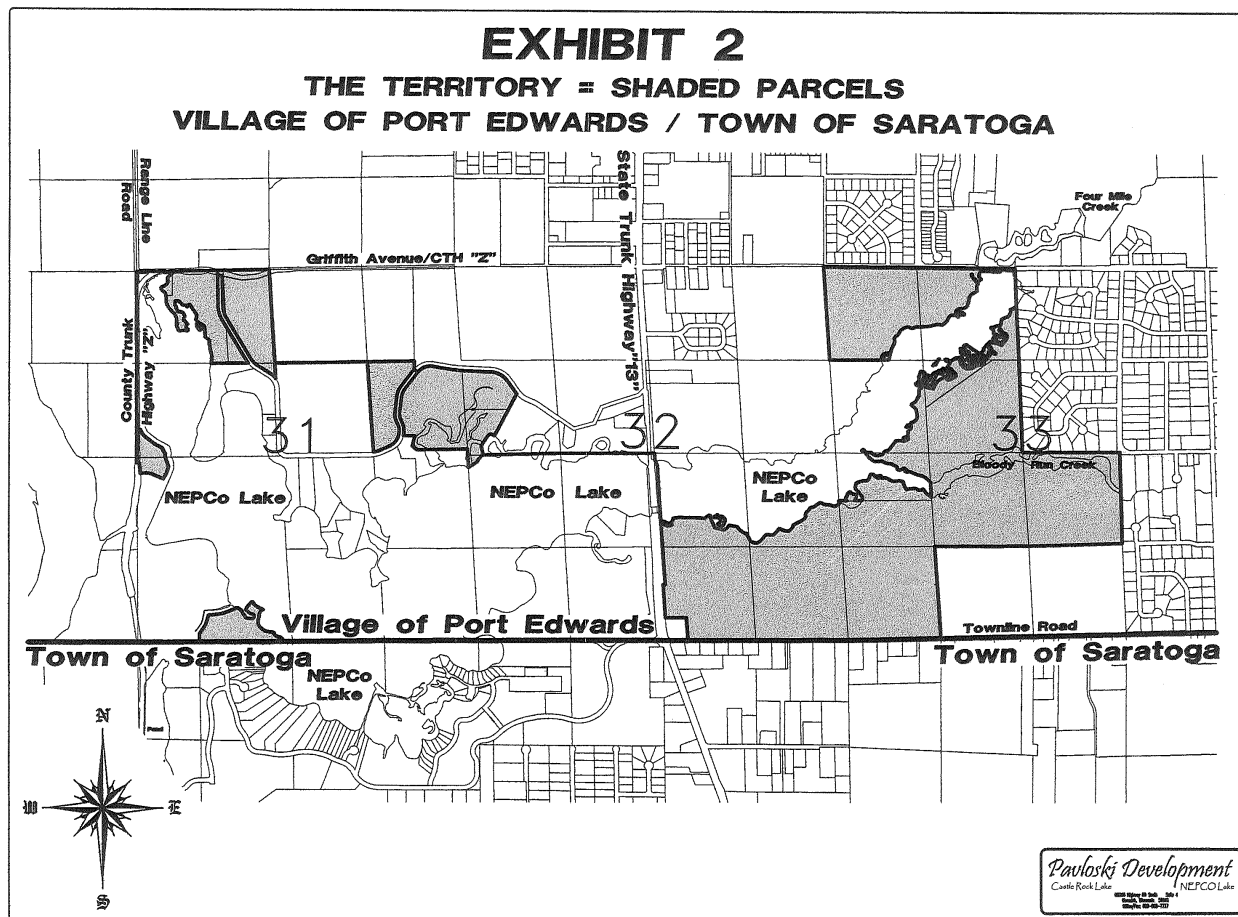 EXHIBIT 2
THE TERRITORY = SHADED PARCELS
VILLAGE OF PORT EDWARDS / TOWN OF SARATOGA
Range Line
Road
State Trunk Highway "13"
Four Mile
Creek
Griffith Avenue/CTH "Z"
County Trunk
Highway "Z"
31
32
33
Bloody Run Creek
NEPCo Lake
NEPCo Lake
NEPCo
Lake
Village of Port Edwards
Townline Road
Town of Saratoga
Town of Saratoga
NEPCo
Lake
N
W
E
S
Pavloski Development
Castle Rock Lake
NEPCO Lake